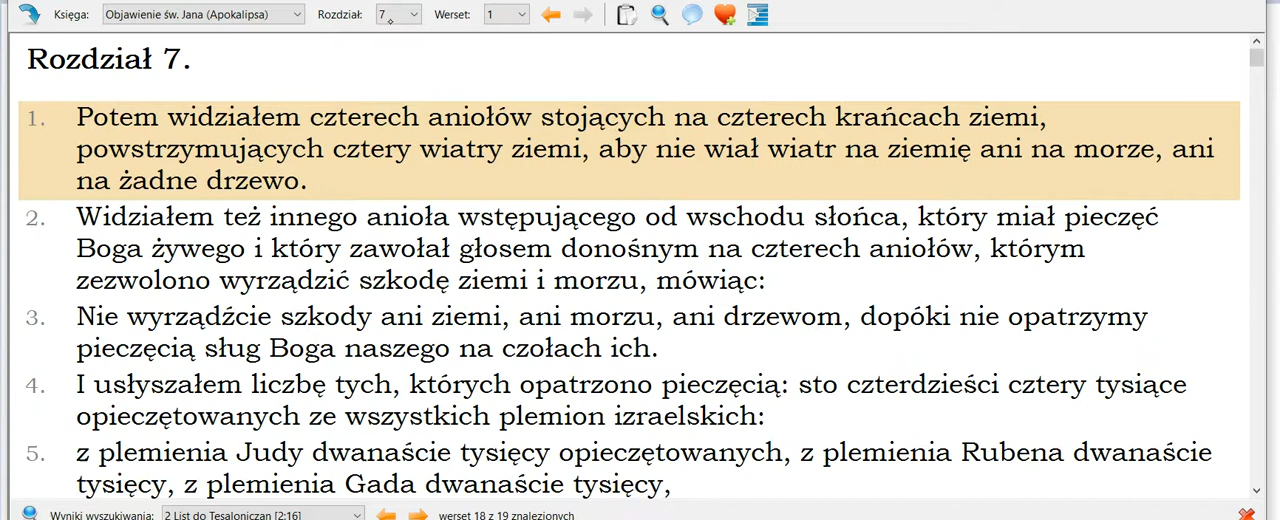 Księga: Objawienie św. Jana (Apokalipsa) Rozdział: 7 Werset: 1
Rozdział 7.
1. Potem widziałem czterech aniołów stojących na czterech krańcach ziemi,
powstrzymujących cztery wiatry ziemi, aby nie wiał wiatr na ziemię ani na morze, ani
na żadne drzewo.
2. Widziałem też innego anioła wstępującego od wschodu słońca, który miał pieczęć
Boga żywego i który zawołał głosem donośnym na czterech aniołów, którym
zezwolono wyrządzić szkodę ziemi i morzu, mówiąc:
3. Nie wyrządźcie szkody ani ziemi, ani morzu, ani drzewom, dopóki nie opatrzymy
pieczęcią sług Boga naszego na czołach ich.
4. I usłyszałem liczbę tych, których opatrzono pieczęcią: sto czterdzieści cztery tysiące
opieczętowanych ze wszystkich plemion izraelskich:
5. z plemienia Judy dwanaście tysięcy opieczętowanych, z plemienia Rubena dwanaście
tysięcy, z plemienia Gada dwanaście tysięcy,
Wyniki wyszukiwania: 2 List do Tesaloniczan [2:16] werset 18 z 19 znalezionych